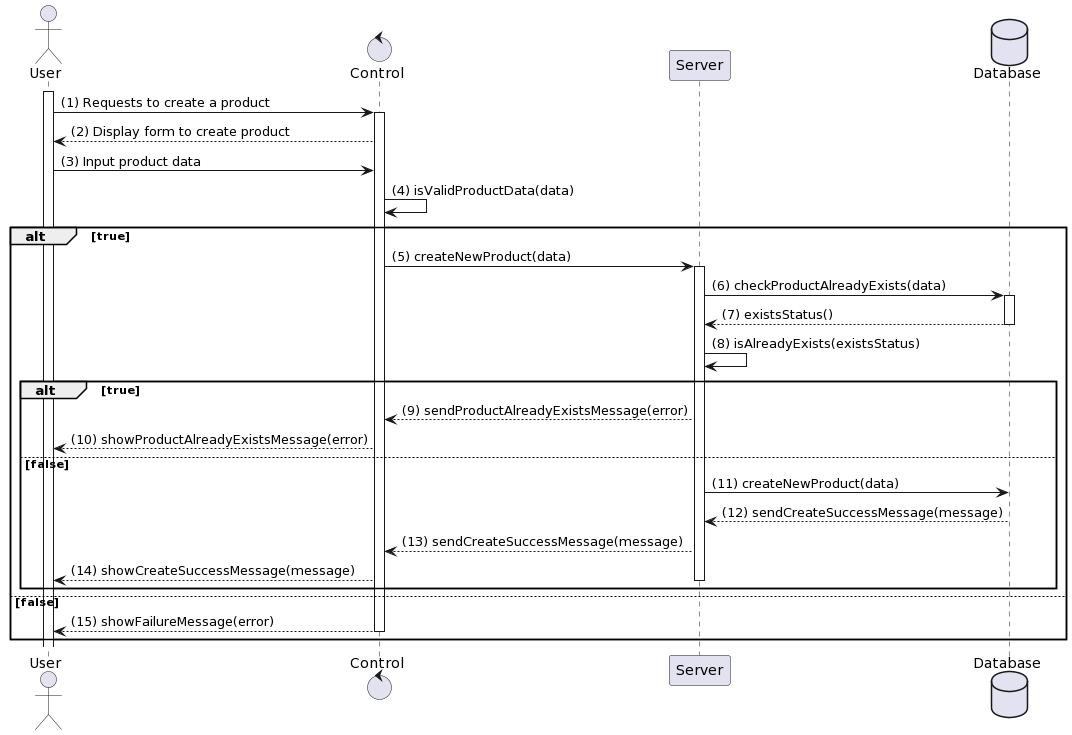 User
Control
Server
Database
(1) Requests to create a product
(2) Display form to create product
(3) Input product data
(4) isValidProductData(data)
alt [true]
(5) createNewProduct(data)
(6) checkProductAlreadyExists(data)
(7) existsStatus()
(8) isAlreadyExists(existsStatus)
alt [true]
(9) sendProductAlreadyExistsMessage(error)
(10) showProductAlreadyExistsMessage(error)
[false]
(11) createNewProduct(data)
(12) sendCreateSuccessMessage(message)
(13) sendCreateSuccessMessage(message)
(14) showCreateSuccessMessage(message)
[false]
(15) showFailureMessage(error)
User
Control
Server
Database